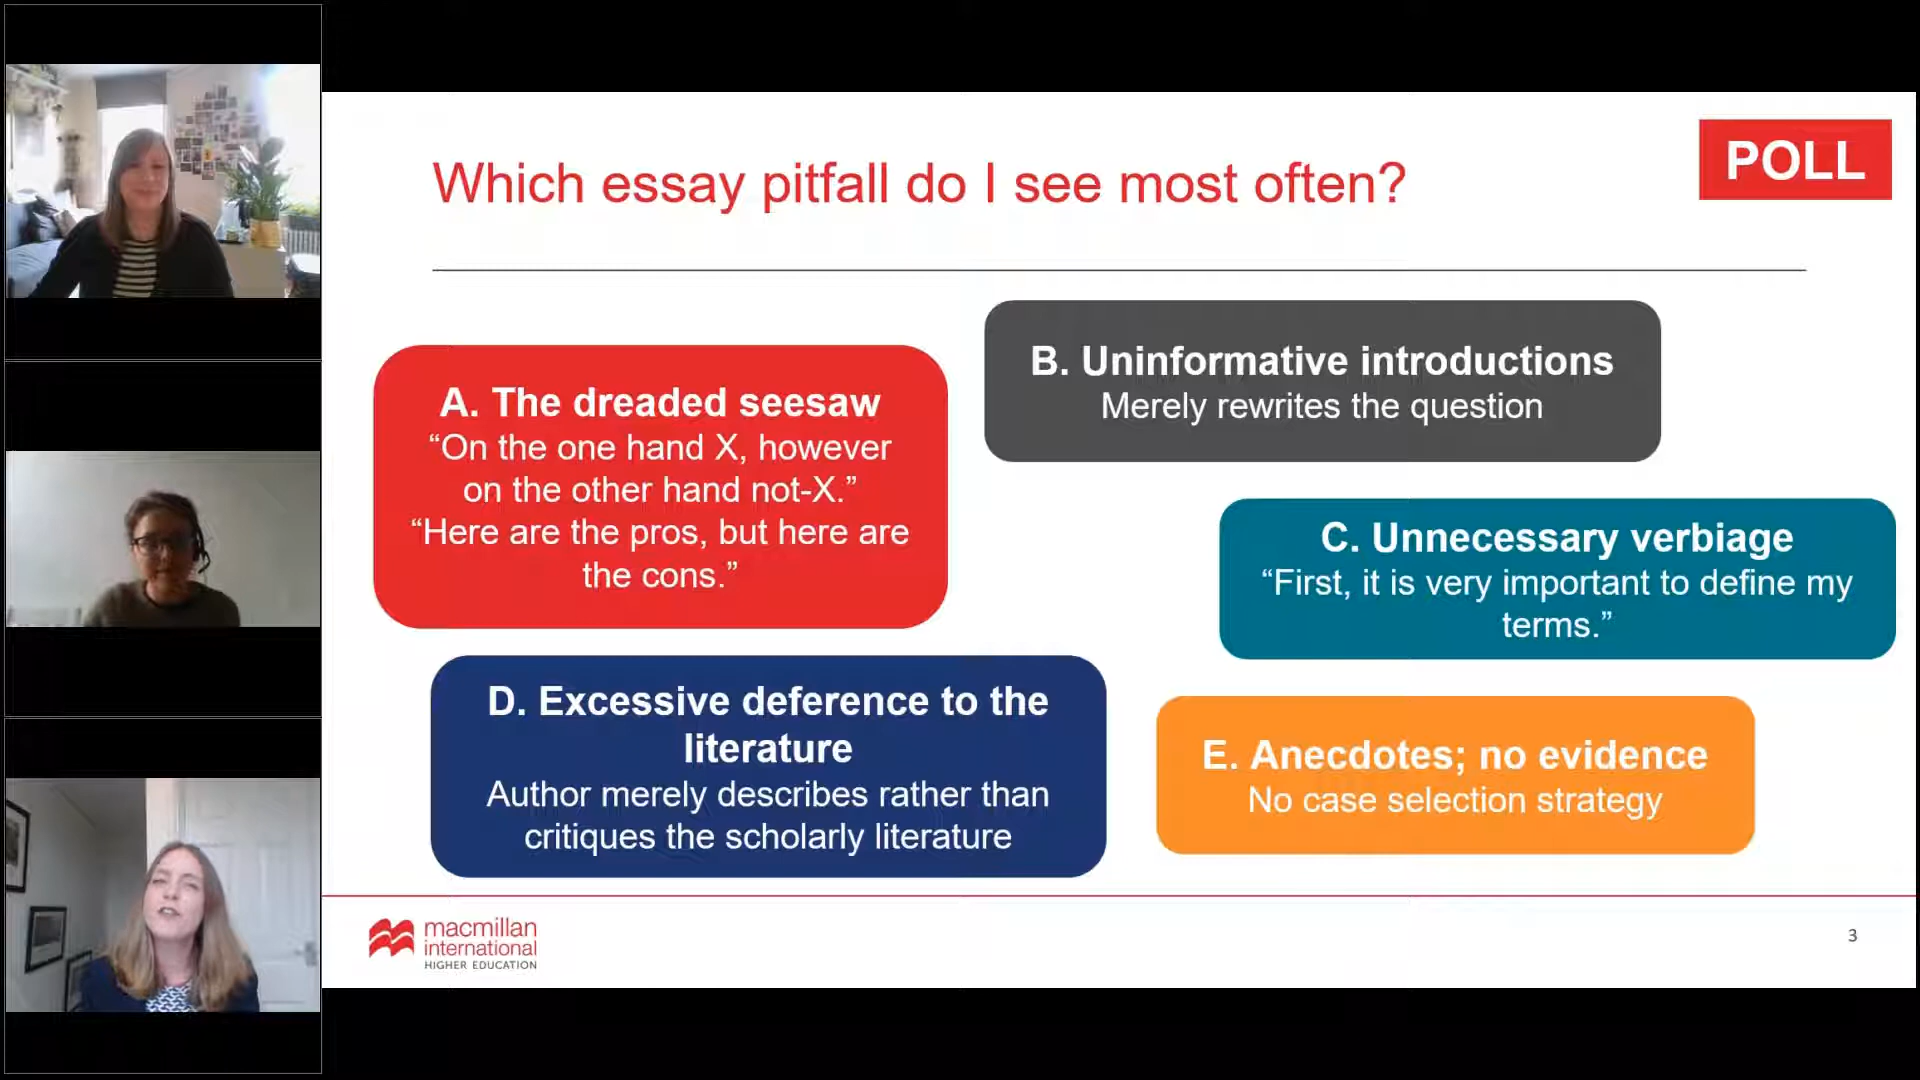 POLL
Which essay pitfall do I see most often?
A. The dreaded seesaw
“On the one hand X, however
on the other hand not-X.”
“Here are the pros, but here are
the cons.”
B. Uninformative introductions
Merely rewrites the question
C. Unnecessary verbiage
“First, it is very important to define my
terms.”
D. Excessive deference to the
literature
Author merely describes rather than
critiques the scholarly literature
E. Anecdotes; no evidence
No case selection strategy
macmillan
international
HIGHER EDUCATION
3